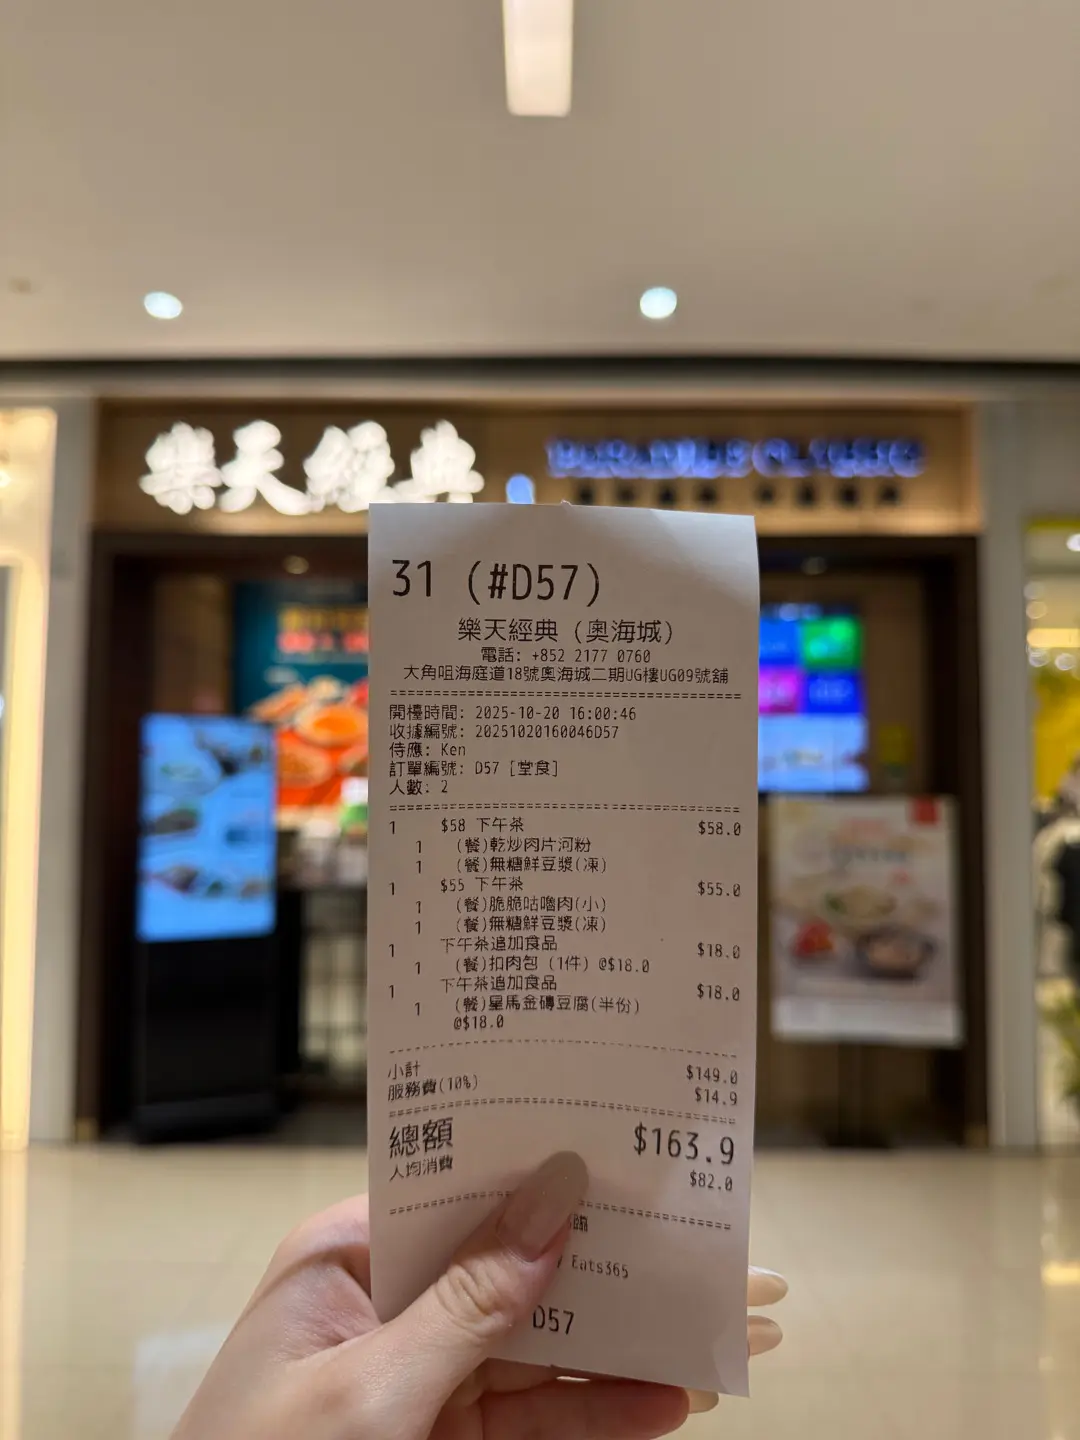 樂天經典
31 (#D57)
樂天經典 (奧海城)
電話: +852 2177 0760
大角咀海庭道18號奧海城二期UG樓UG09號舖
開檯時間: 2025-10-20 16:00:46
收據編號: 20251020160046D57
侍應: Ken
訂單編號: D57 [堂食]
人數: 2
1 $58 下午茶 $58.0
1 (餐)乾炒肉片河粉
1 (餐)無糖鮮豆漿(凍)
1 $55 下午茶 $55.0
1 (餐)脆脆咕嚕肉(小)
1 (餐)無糖鮮豆漿(凍)
1 下午茶追加食品 $18.0
1 (餐)扣肉包 (1件) @$18.0
1 下午茶追加食品 $18.0
1 (餐)星馬金磚豆腐(半份)
@$18.0
小計 $149.0
服務費(10%) $14.9
總額 $163.9
人均消費 $82.0
Eats365
D57